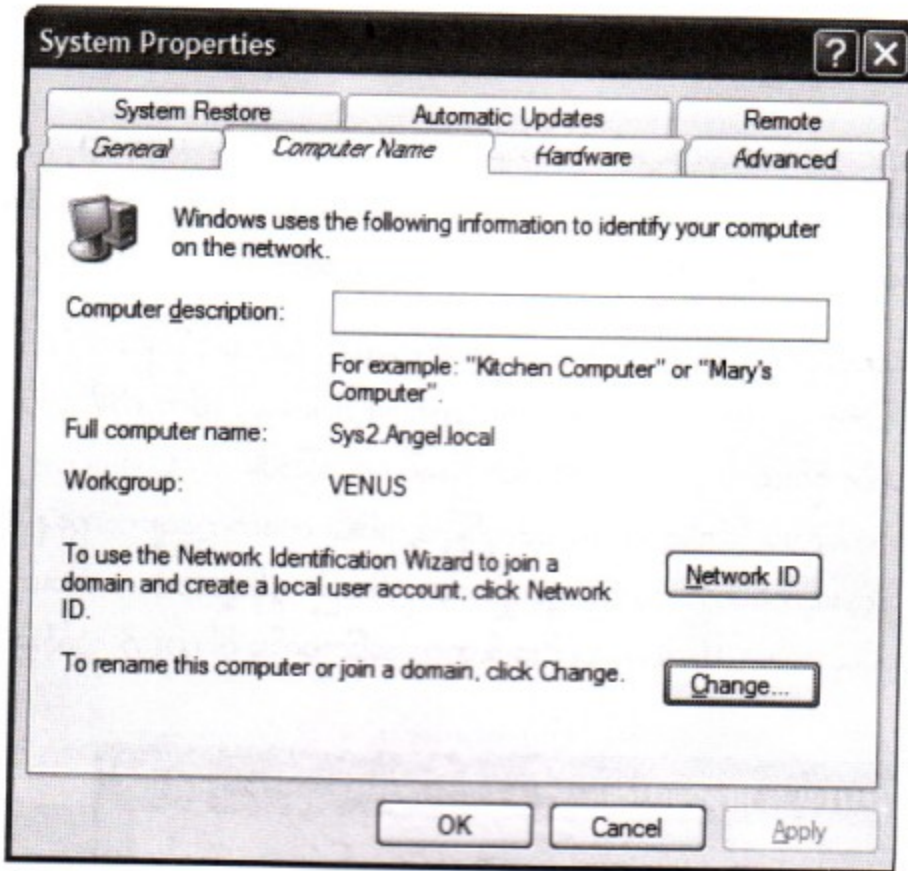 System Properties
System Restore Automatic Updates Remote
General Computer Name Hardware Advanced
Windows uses the following information to identify your computer
on the network.
Computer description:
For example: "Kitchen Computer" or "Mary's
Computer".
Full computer name: Sys2.Angel.local
Workgroup: VENUS
To use the Network Identification Wizard to join a
domain and create a local user account, click Network
ID.
Network ID
To rename this computer or join a domain, click Change.
Change...
OK Cancel Apply